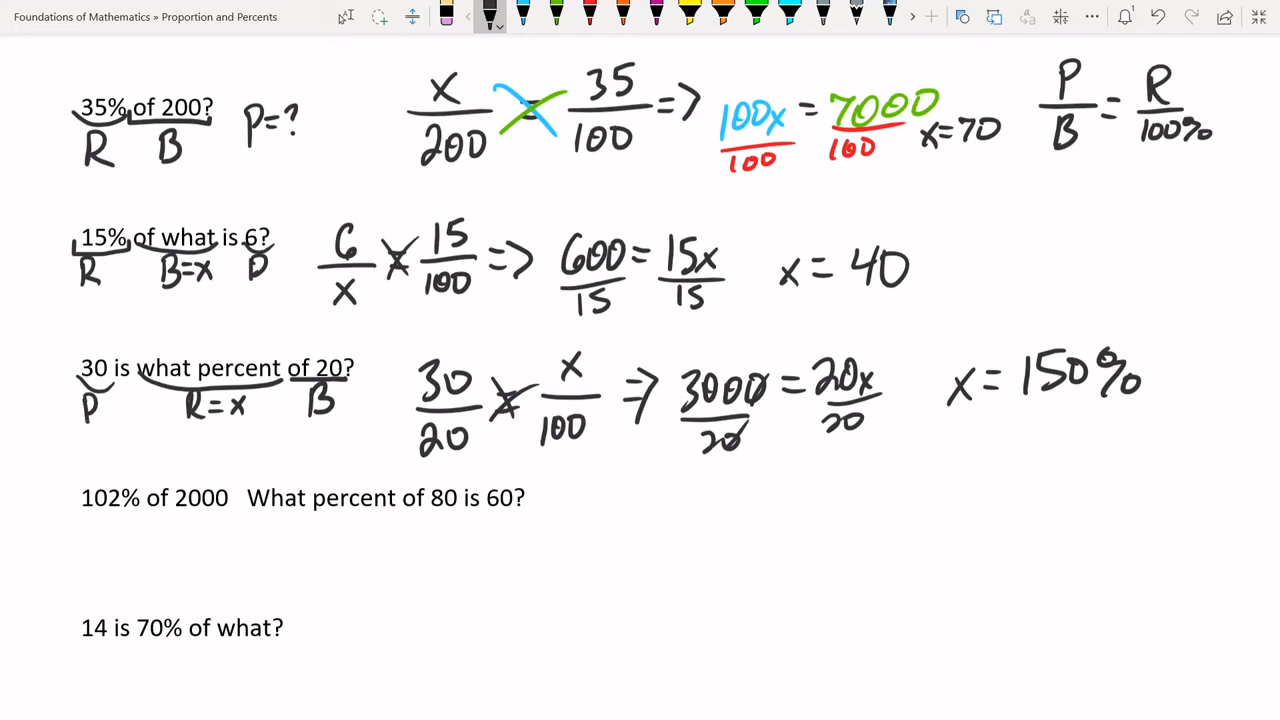 Foundations of Mathematics » Proportion and Percents
35% of 200? P=? x/200 = 35/100 => 100x/100 = 7000/100 x=70 P/B = R/100%
R B
15% of what is 6? 6/x = 15/100 => 600/15 = 15x/15 x = 40
R B=x P
30 is what percent of 20? 30/20 = x/100 => 3000/20 = 20x/20 x = 150%
P R=x B
102% of 2000 What percent of 80 is 60?
14 is 70% of what?